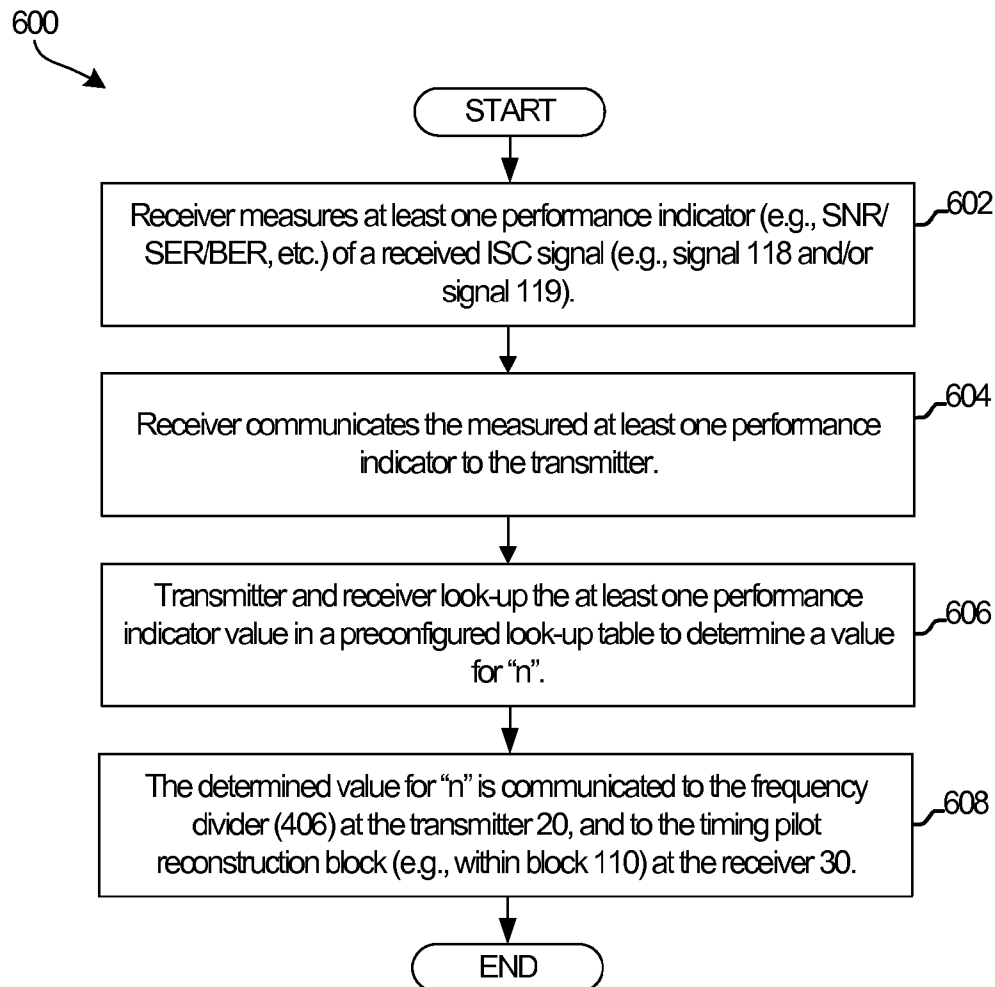 600
START
Receiver measures at least one performance indicator (e.g., SNR/
SER/BER, etc.) of a received ISC signal (e.g., signal 118 and/or
signal 119).
602
Receiver communicates the measured at least one performance
indicator to the transmitter.
604
Transmitter and receiver look-up the at least one performance
indicator value in a preconfigured look-up table to determine a value
for “n”.
606
The determined value for “n” is communicated to the frequency
divider (406) at the transmitter 20, and to the timing pilot
reconstruction block (e.g., within block 110) at the receiver 30.
608
END